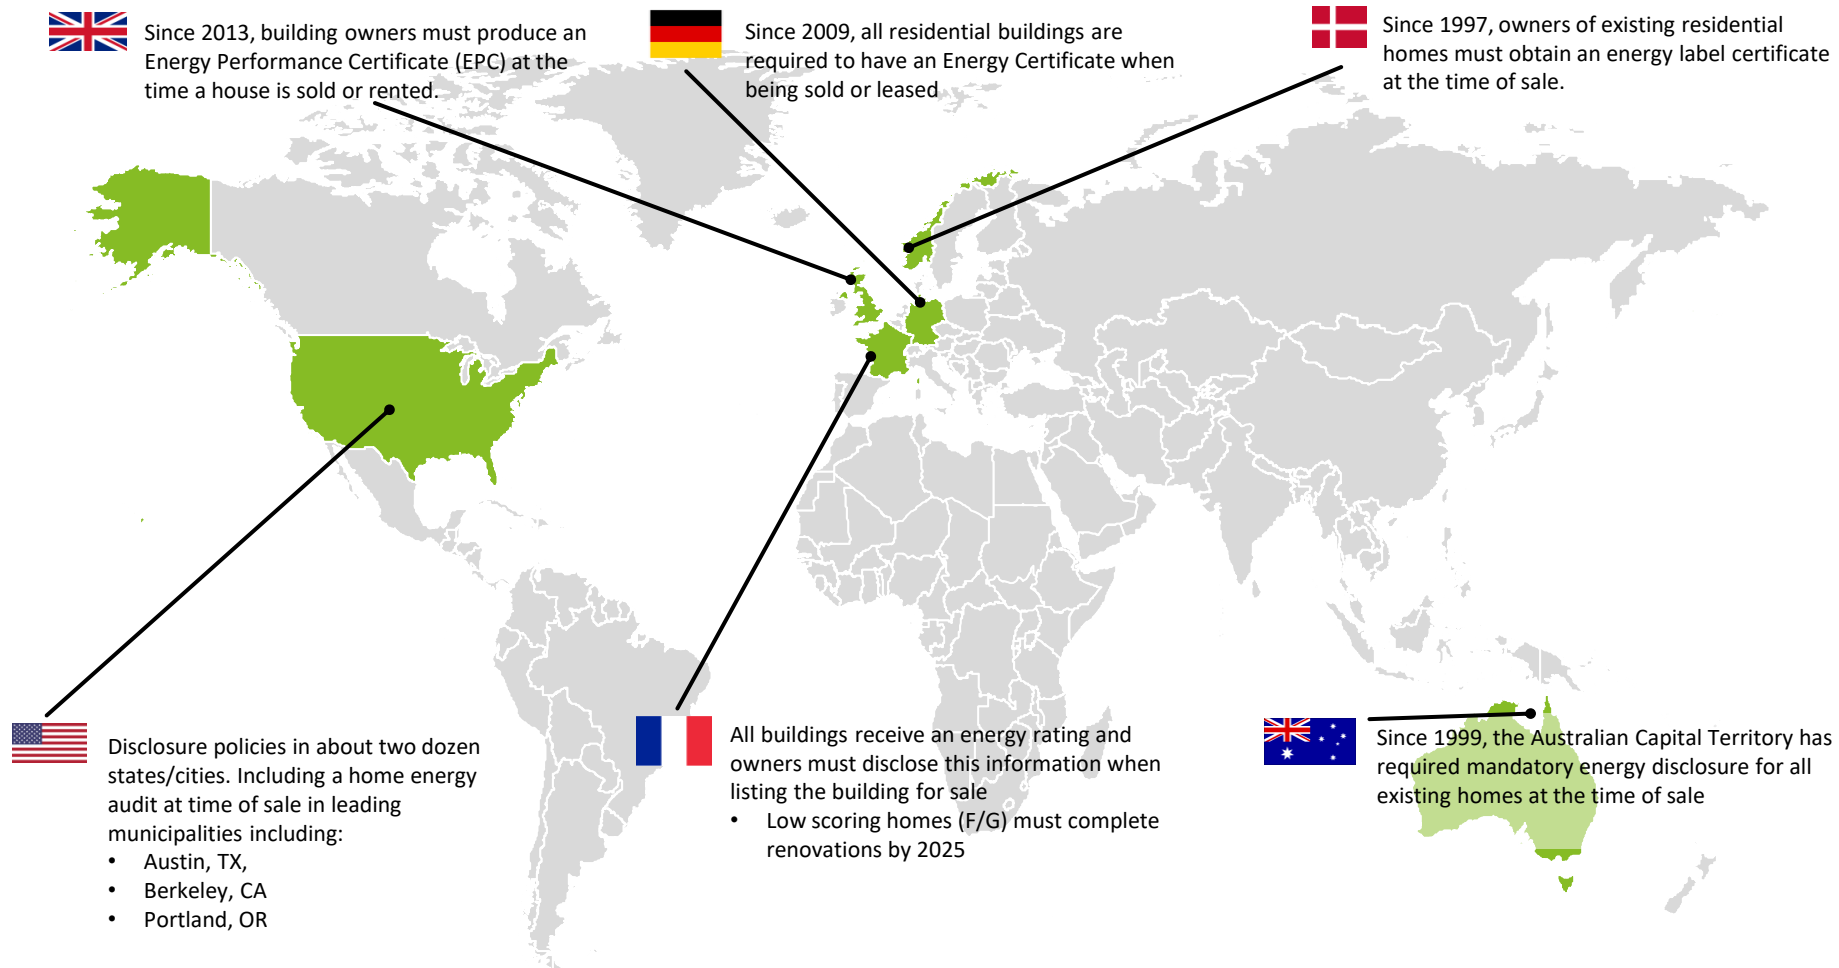 Since 2013, building owners must produce an
Energy Performance Certificate (EPC) at the
time a house is sold or rented.
Since 2009, all residential buildings are
required to have an Energy Certificate when
being sold or leased
Since 1997, owners of existing residential
homes must obtain an energy label certificate
at the time of sale.
Disclosure policies in about two dozen
states/cities. Including a home energy
audit at time of sale in leading
municipalities including:
• Austin, TX,
• Berkeley, CA
• Portland, OR
All buildings receive an energy rating and
owners must disclose this information when
listing the building for sale
• Low scoring homes (F/G) must complete
renovations by 2025
Since 1999, the Australian Capital Territory has
required mandatory energy disclosure for all
existing homes at the time of sale